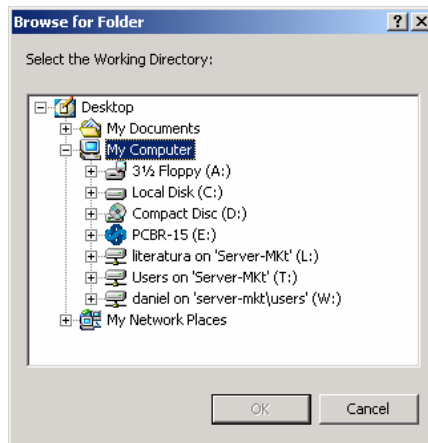 Browse for Folder
Select the Working Directory:
Desktop
My Documents
My Computer
3½ Floppy (A:)
Local Disk (C:)
Compact Disc (D:)
PCBR-15 (E:)
literatura on 'Server-MKt' (L:)
Users on 'Server-MKt' (T:)
daniel on 'server-mkt\users' (W:)
My Network Places
OK Cancel